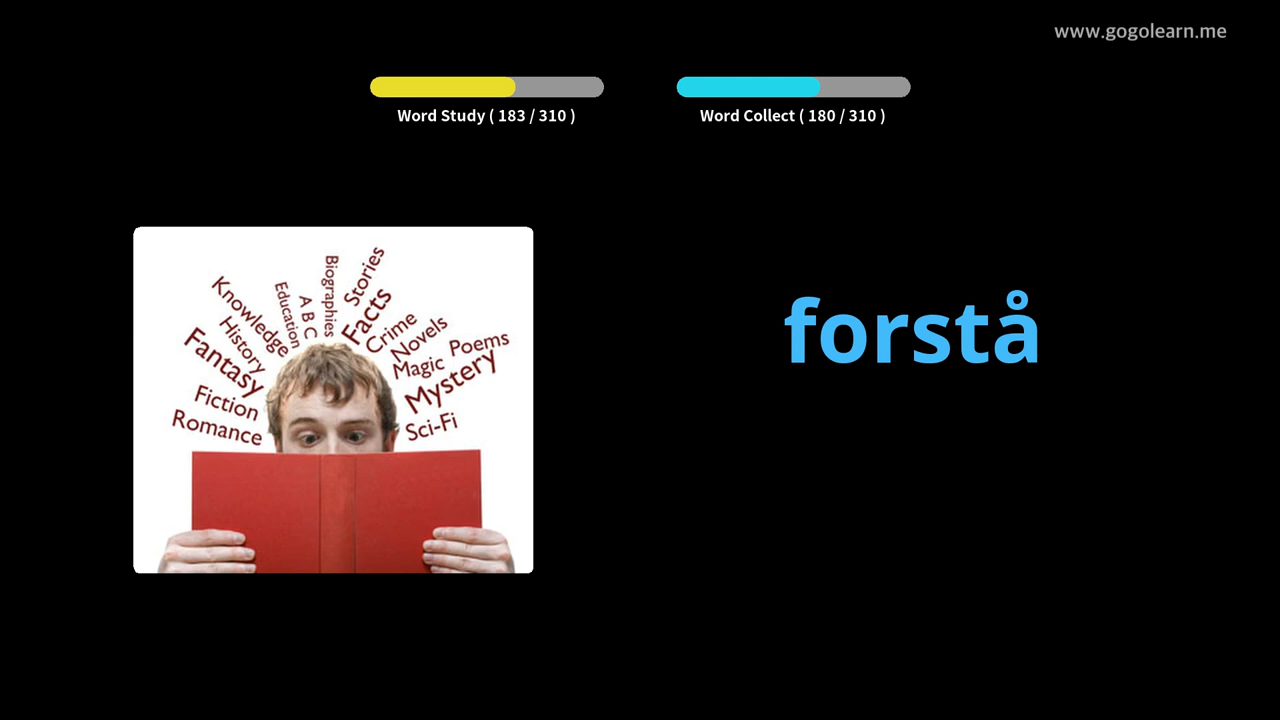 www.gogolearn.me
Word Study ( 183 / 310 )
Word Collect ( 180 / 310 )
Knowledge
Education
A B C
Biographies
Stories
Facts
History
Crime
Novels
Fantasy
Magic
Poems
Mystery
Fiction
Romance
Sci-Fi
forstå